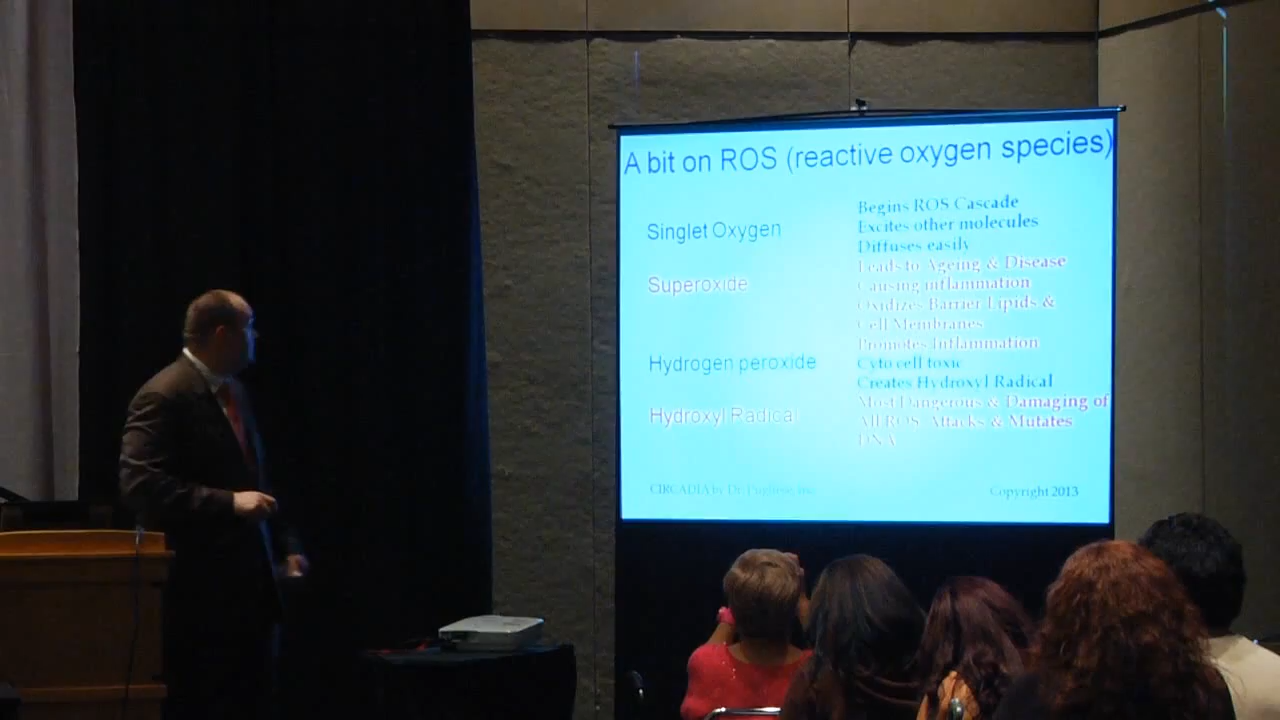 A bit on ROS (reactive oxygen species)
Singlet Oxygen
Begins ROS Cascade
Excites other molecules
Diffuses easily
Superoxide
Leads to Ageing & Disease
Causing inflammation
Oxidizes Barrier Lipids &
Cell Membranes
Promotes Inflammation
Hydrogen peroxide
Cyto cell toxic
Creates Hydroxyl Radical
Hydroxyl Radical
Most Dangerous & Damaging of
All ROS. Attacks & Mutates
DNA
CIRCADIA by Dr. Pugliese, Inc.
Copyright 2013